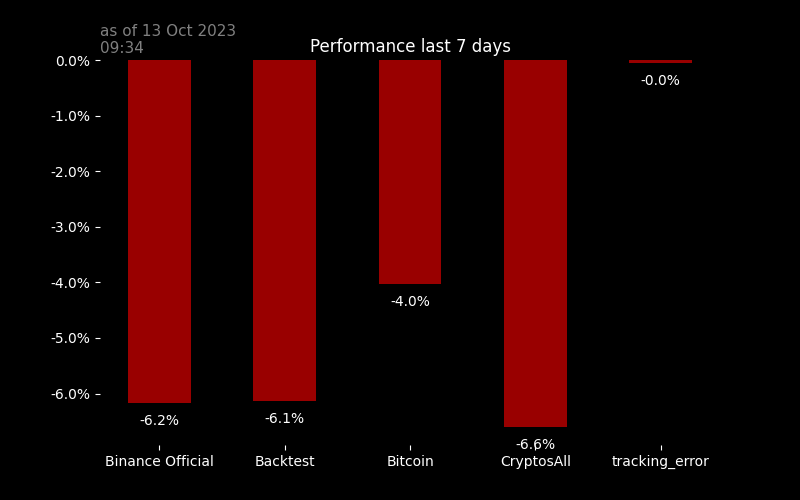 as of 13 Oct 2023
09:34
Performance last 7 days
0.0%
-1.0%
-2.0%
-3.0%
-4.0%
-5.0%
-6.0%
-6.2%
-6.1%
-4.0%
-6.6%
-0.0%
Binance Official
Backtest
Bitcoin
CryptosAll
tracking_error